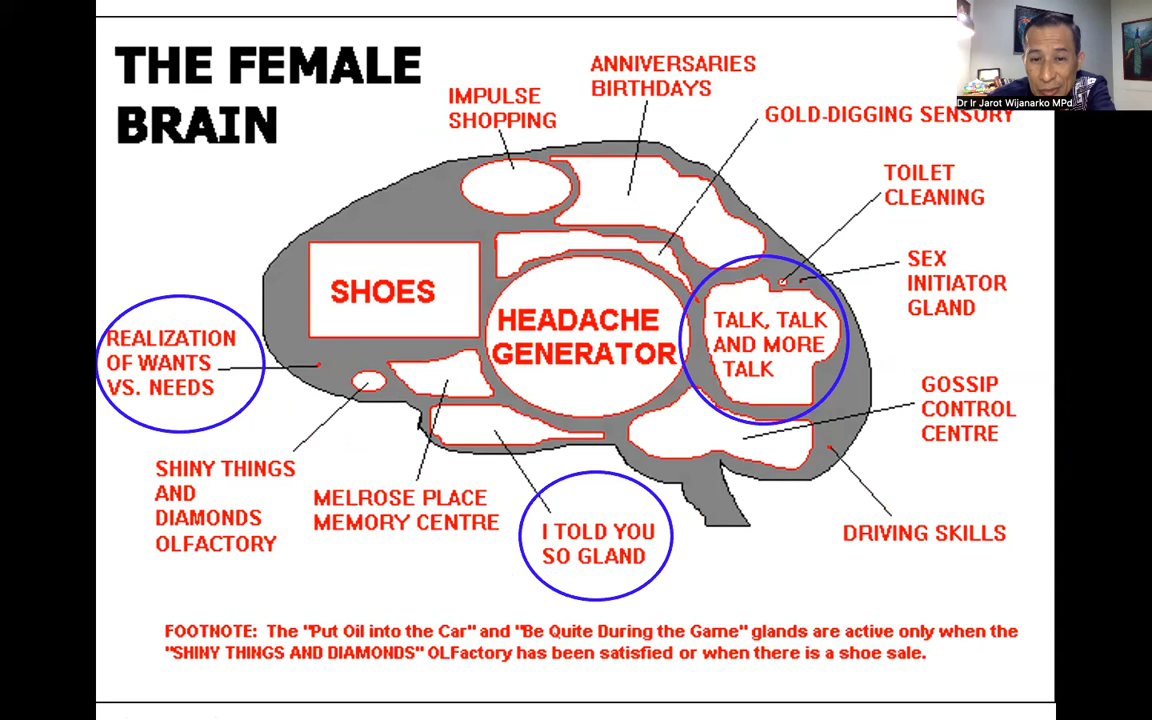 THE FEMALE
BRAIN
Dr Ir Jarot Wijanarko MPd
ANNIVERSARIES
BIRTHDAYS
IMPULSE
SHOPPING
GOLD-DIGGING SENSURY
TOILET
CLEANING
SEX
INITIATOR
GLAND
SHOES
HEADACHE
GENERATOR
TALK, TALK
AND MORE
TALK
REALIZATION
OF WANTS
VS. NEEDS
GOSSIP
CONTROL
CENTRE
SHINY THINGS
AND
DIAMONDS
OLFACTORY
MELROSE PLACE
MEMORY CENTRE
I TOLD YOU
SO GLAND
DRIVING SKILLS
FOOTNOTE: The "Put Oil into the Car" and "Be Quite During the Game" glands are active only when the
"SHINY THINGS AND DIAMONDS" OLFactory has been satisfied or when there is a shoe sale.